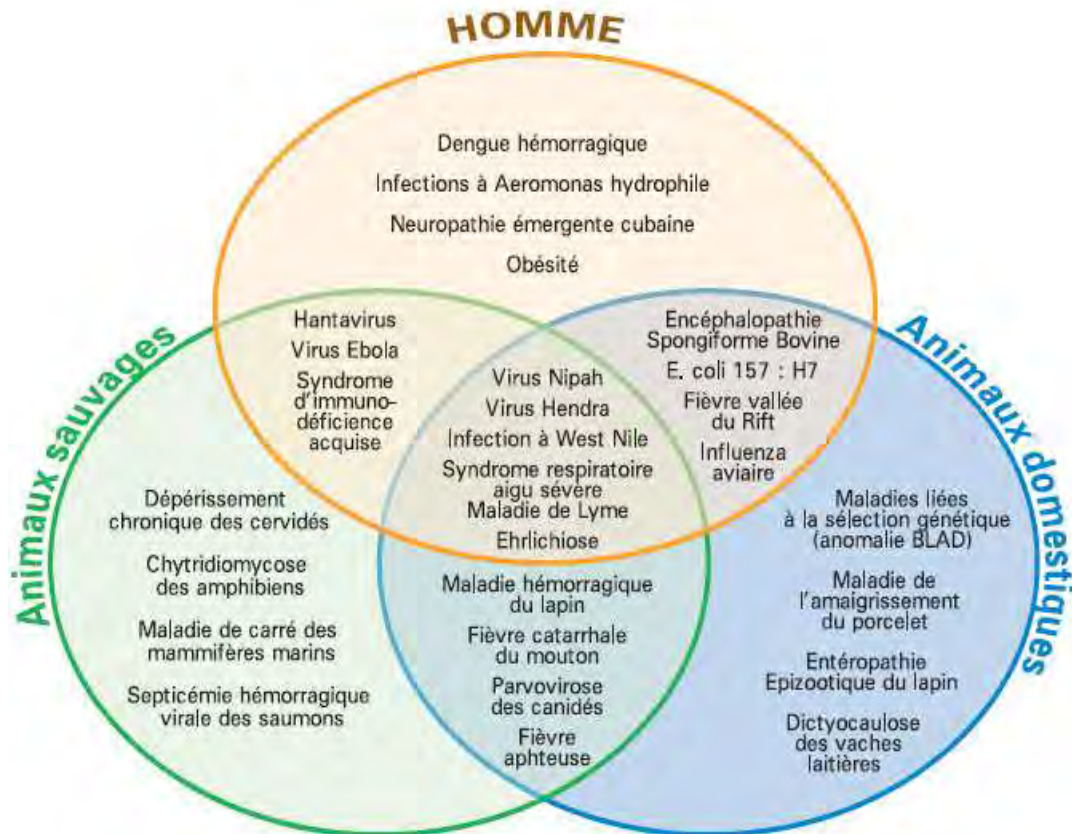 HOMME
Dengue hémorragique
Infections à Aeromonas hydrophile
Neuropathie émergente cubaine
Obésité
Animaux sauvages
Hantavirus
Virus Ebola
Syndrome
d'immuno-
déficience
acquise
Virus Nipah
Virus Hendra
Infection à West Nile
Syndrome respiratoire
aigu sévère
Maladie de Lyme
Ehrlichiose
Encéphalopathie
Spongiforme Bovine
E. coli 157 : H7
Fièvre vallée
du Rift
Influenza
aviaire
Animaux domestiques
Dépérissement
chronique des cervidés
Chytridiomycose
des amphibiens
Maladie de carré des
mammifères marins
Septicémie hémorragique
virale des saumons
Maladie hémorragique
du lapin
Fièvre catarrhale
du mouton
Parvovirose
des canidés
Fièvre
aphteuse
Maladies liées
à la sélection génétique
(anomalie BLAD)
Maladie de
l'amaigrissement
du porcelet
Entéropathie
Epizootique du lapin
Dictyocaulose
des vaches
laitières